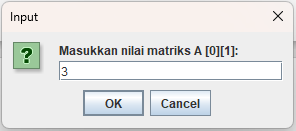 Input
Masukkan nilai matriks A [0][1]:
3
OK
Cancel